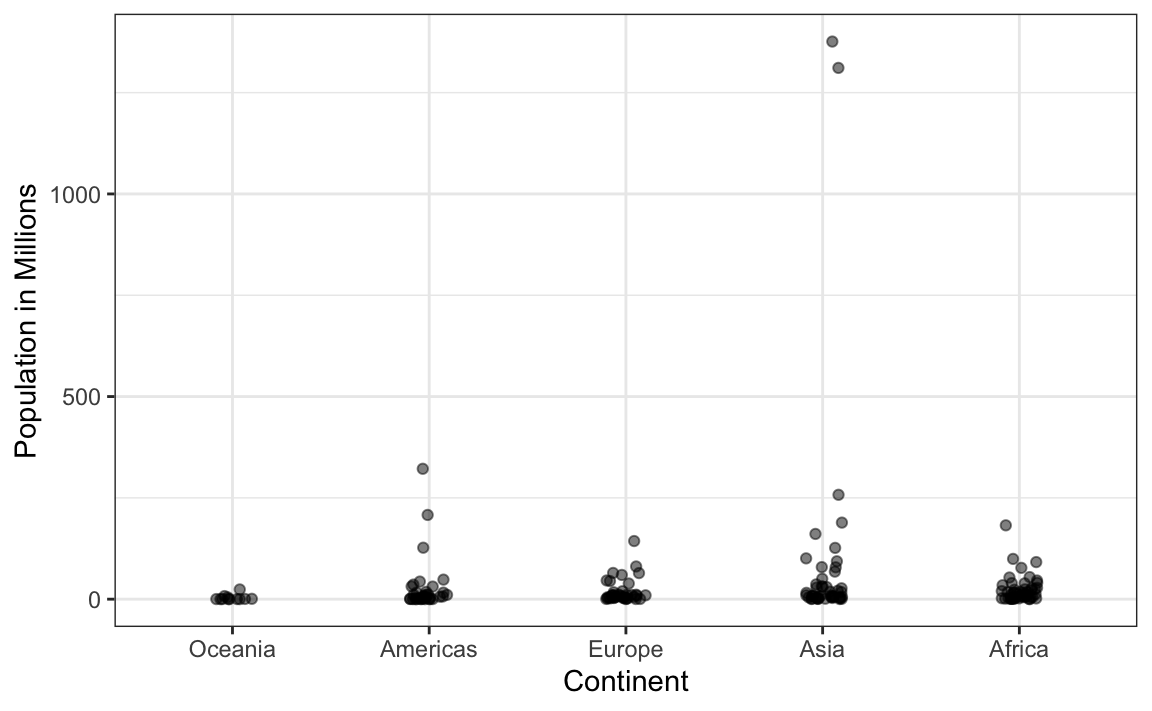 Population in Millions
1000
500
0
Oceania Americas Europe Asia Africa
Continent